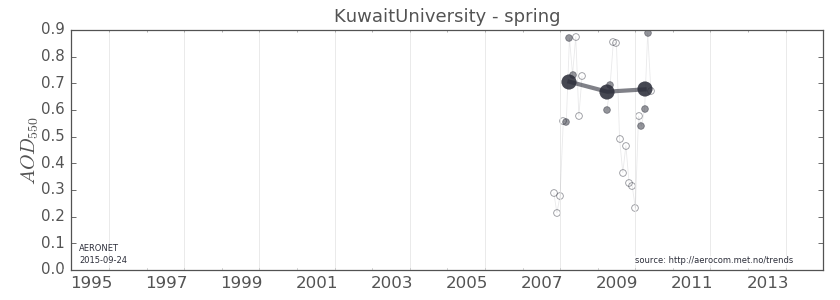 KuwaitUniversity - spring
0.9
0.8
0.7
0.6
0.5
0.4
0.3
0.2
0.1
0.0
AOD550
AERONET
2015-09-24
source: http://aerocom.met.no/trends
1995 1997 1999 2001 2003 2005 2007 2009 2011 2013